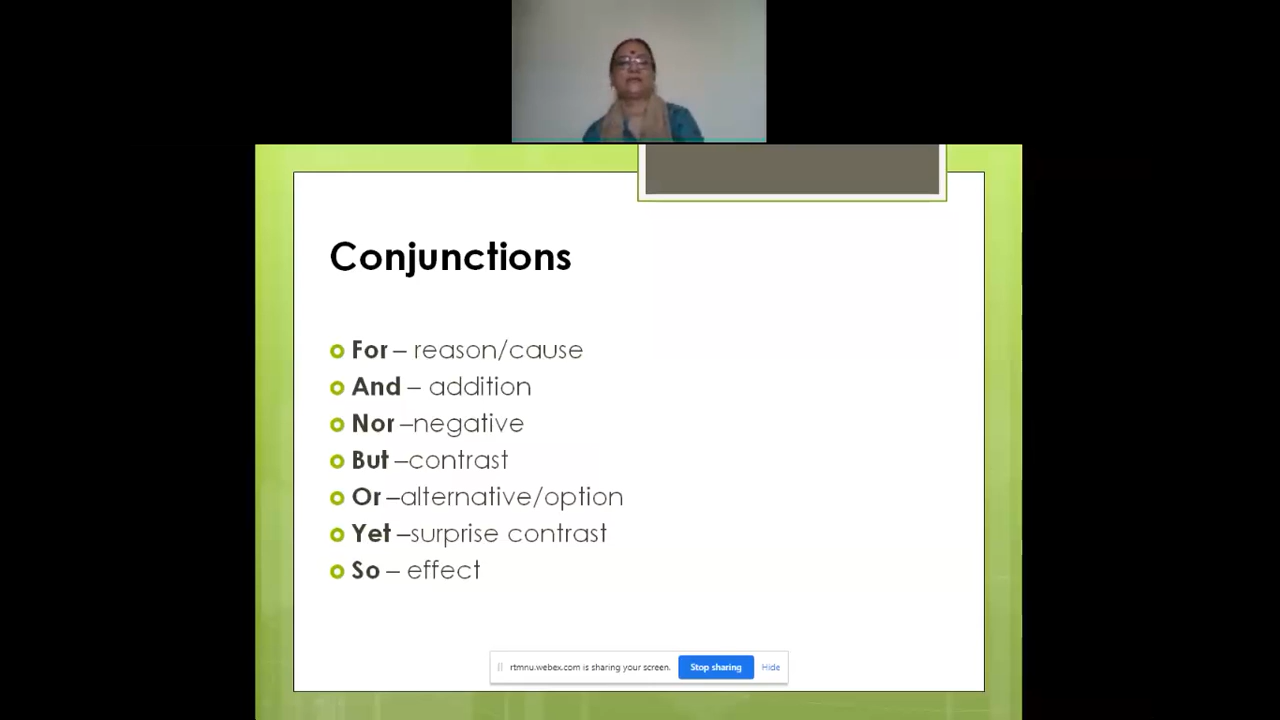 Conjunctions
For – reason/cause
And – addition
Nor –negative
But –contrast
Or –alternative/option
Yet –surprise contrast
So – effect
rtmnu.webex.com is sharing your screen. Stop sharing Hide